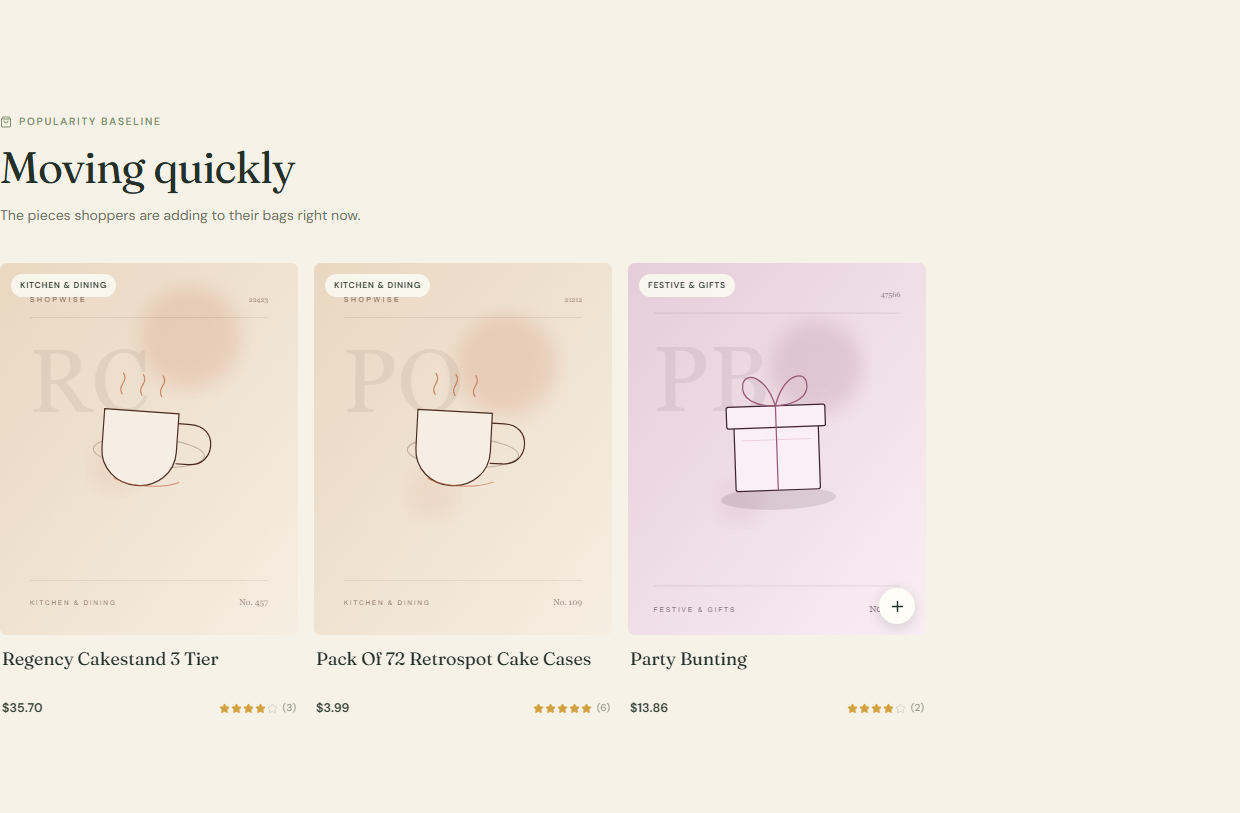 POPULARITY BASELINE
Moving quickly
The pieces shoppers are adding to their bags right now.
KITCHEN & DINING
SHOPWISE
22423
RC
KITCHEN & DINING
No. 457
Regency Cakestand 3 Tier
$35.70
(3)
KITCHEN & DINING
SHOPWISE
21212
PO
KITCHEN & DINING
No. 109
Pack Of 72 Retrospot Cake Cases
$3.99
(6)
FESTIVE & GIFTS
47566
PB
FESTIVE & GIFTS
+
Party Bunting
$13.86
(2)